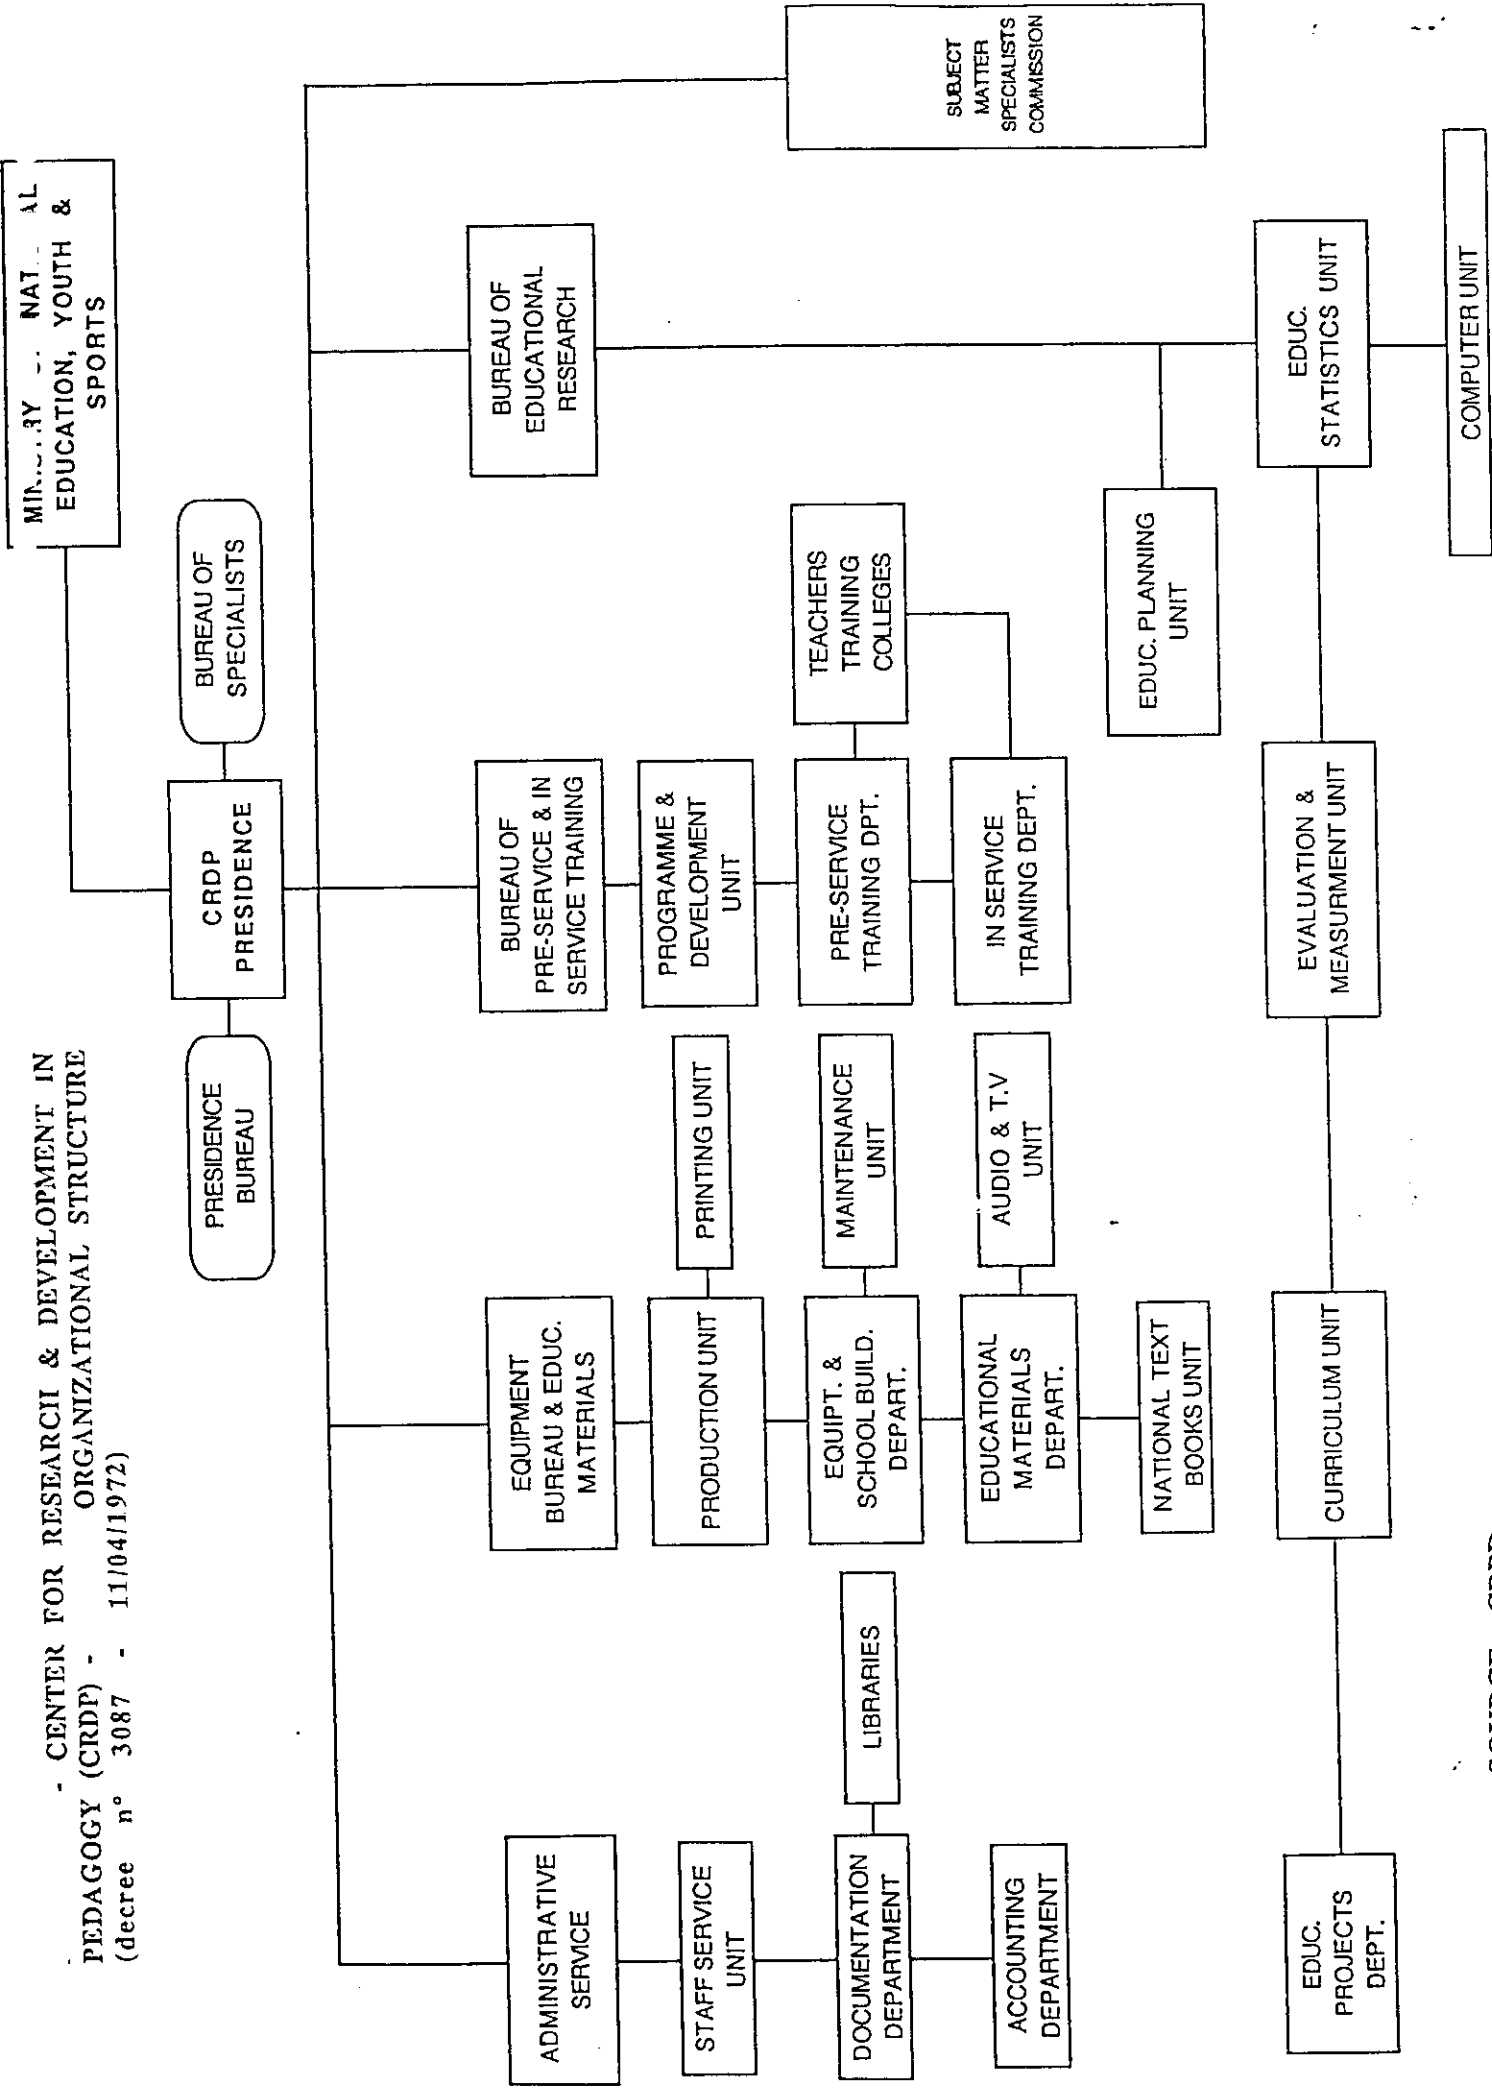 - CENTER FOR RESEARCH & DEVELOPMENT IN
PEDAGOGY (CRDP) - ORGANIZATIONAL STRUCTURE
(decree n° 3087 - 11/04/1972)
EDUCATION, YOUTH &
SPORTS
PRESIDENCE
BUREAU
CRDP
PRESIDENCE
BUREAU OF
SPECIALISTS
ADMINISTRATIVE
SERVICE
STAFF SERVICE
UNIT
DOCUMENTATION
DEPARTMENT
LIBRARIES
ACCOUNTING
DEPARTMENT
EQUIPMENT
BUREAU & EDUC.
MATERIALS
PRODUCTION UNIT
PRINTING UNIT
EQUIPT. &
SCHOOL BUILD.
DEPART.
MAINTENANCE
UNIT
EDUCATIONAL
MATERIALS
DEPART.
AUDIO & T.V
UNIT
NATIONAL TEXT
BOOKS UNIT
BUREAU OF
PRE-SERVICE & IN
SERVICE TRAINING
PROGRAMME &
DEVELOPMENT
UNIT
PRE-SERVICE
TRAINING DPT.
TEACHERS
TRAINING
COLLEGES
IN SERVICE
TRAINING DEPT.
BUREAU OF
EDUCATIONAL
RESEARCH
SUBJECT
MATTER
SPECIALISTS
COMMISSION
EDUC. PLANNING
UNIT
EDUC.
PROJECTS
DEPT.
CURRICULUM UNIT
EVALUATION &
MEASURMENT UNIT
EDUC.
STATISTICS UNIT
COMPUTER UNIT